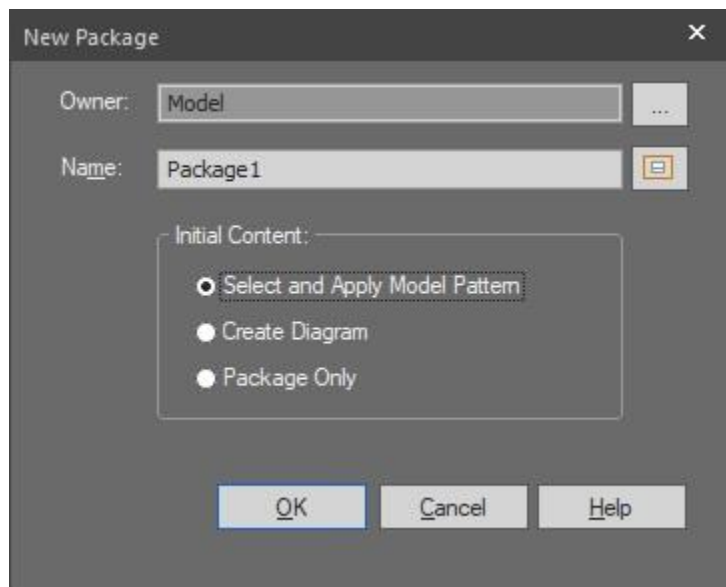 New Package
Owner:
Model
...
Name:
Package1
Initial Content:
Select and Apply Model Pattern
Create Diagram
Package Only
OK
Cancel
Help